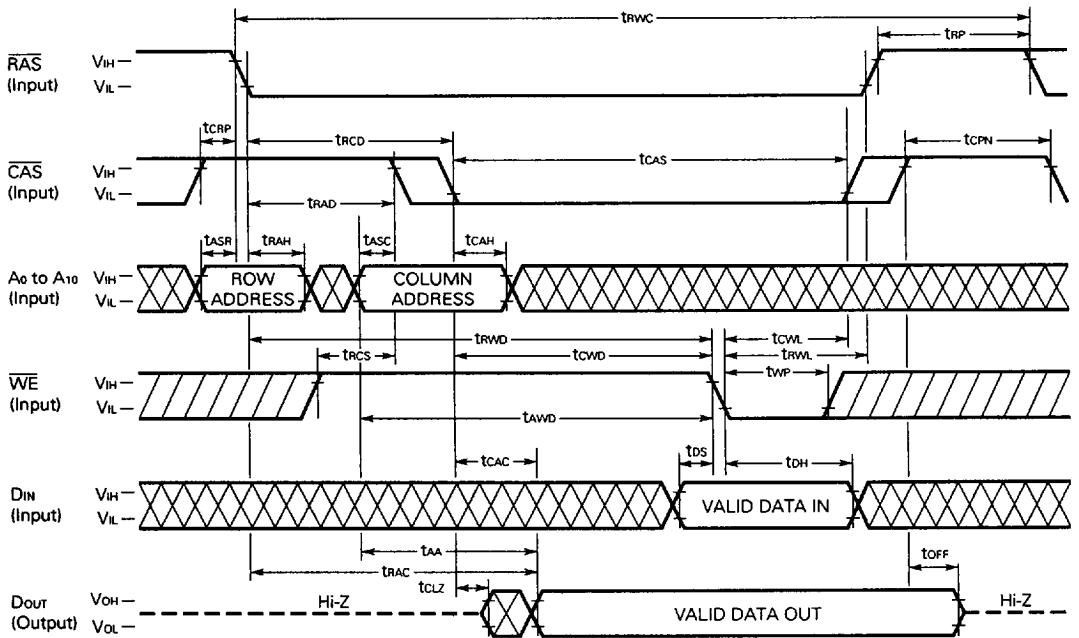 tRWC
tRP
RAS
(Input)
VIH
VIL
tCRP
tRCD
tCAS
tCPN
CAS
(Input)
VIH
VIL
tRAD
tASR
tRAH
tASC
tCAH
A0 to A10
(Input)
VIH
VIL
ROW
ADDRESS
COLUMN
ADDRESS
tRWD
tCWL
tRCS
tCWD
tRWL
tWP
WE
(Input)
VIH
VIL
tAWD
tCAC
tDS
tDH
DIN
(Input)
VIH
VIL
VALID DATA IN
tAA
tRAC
tOFF
tCLZ
DOUT
(Output)
VOH
VOL
Hi-Z
VALID DATA OUT
Hi-Z